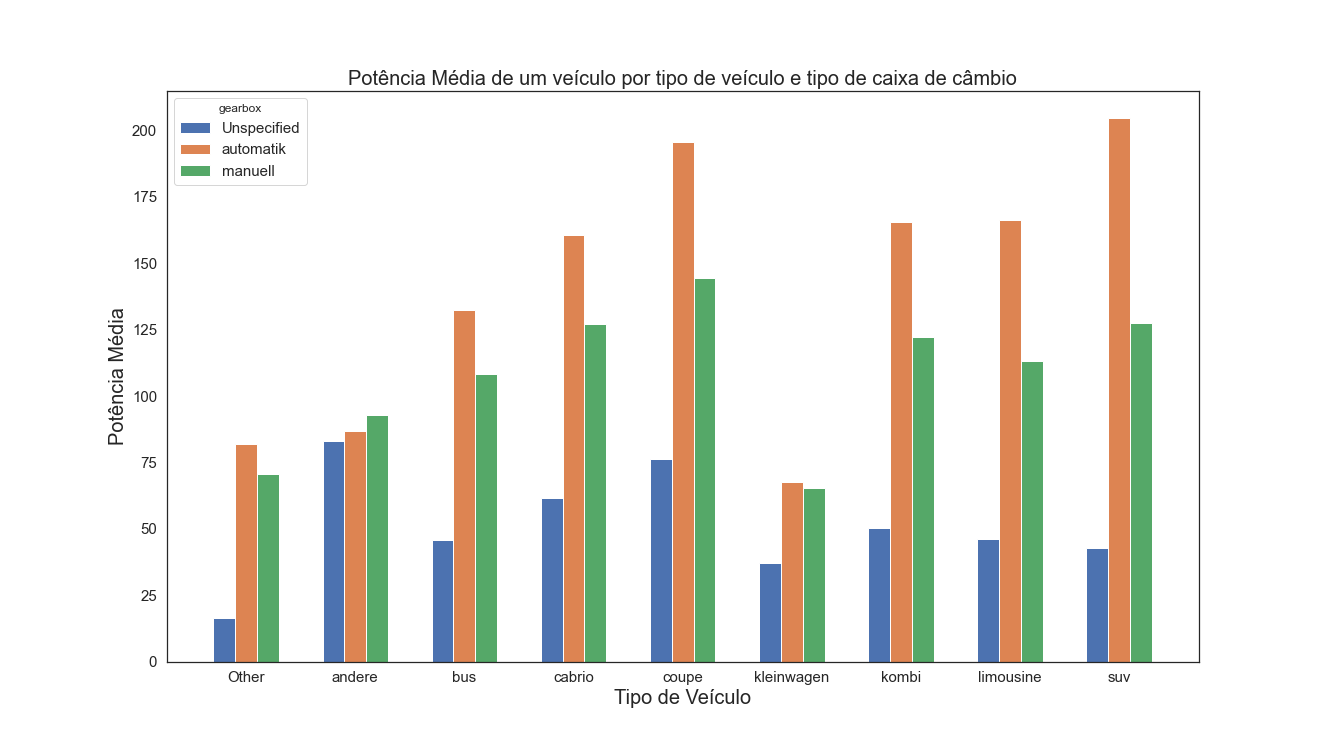 Potência Média de um veículo por tipo de veículo e tipo de caixa de câmbio
gearbox
Unspecified
automatik
manuell
200
175
150
125
100
75
50
25
0
Potência Média
Other andere bus cabrio coupe kleinwagen kombi limousine suv
Tipo de Veículo